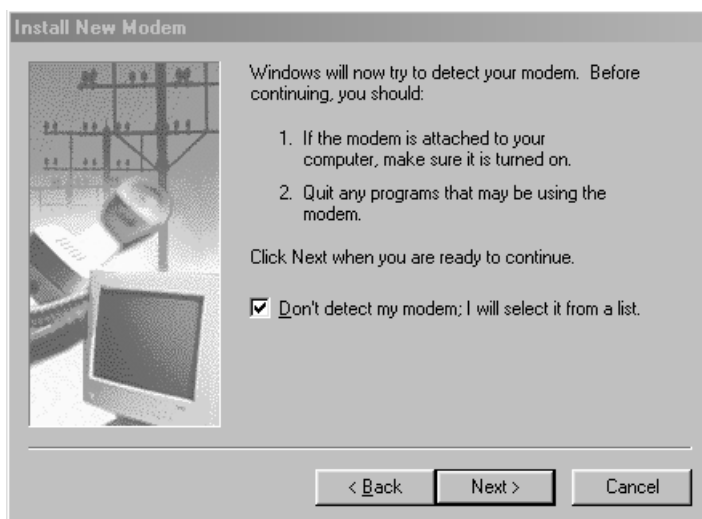 Install New Modem
Windows will now try to detect your modem. Before
continuing, you should:
1. If the modem is attached to your
computer, make sure it is turned on.
2. Quit any programs that may be using the
modem.
Click Next when you are ready to continue.
Don't detect my modem; I will select it from a list.
< Back
Next >
Cancel